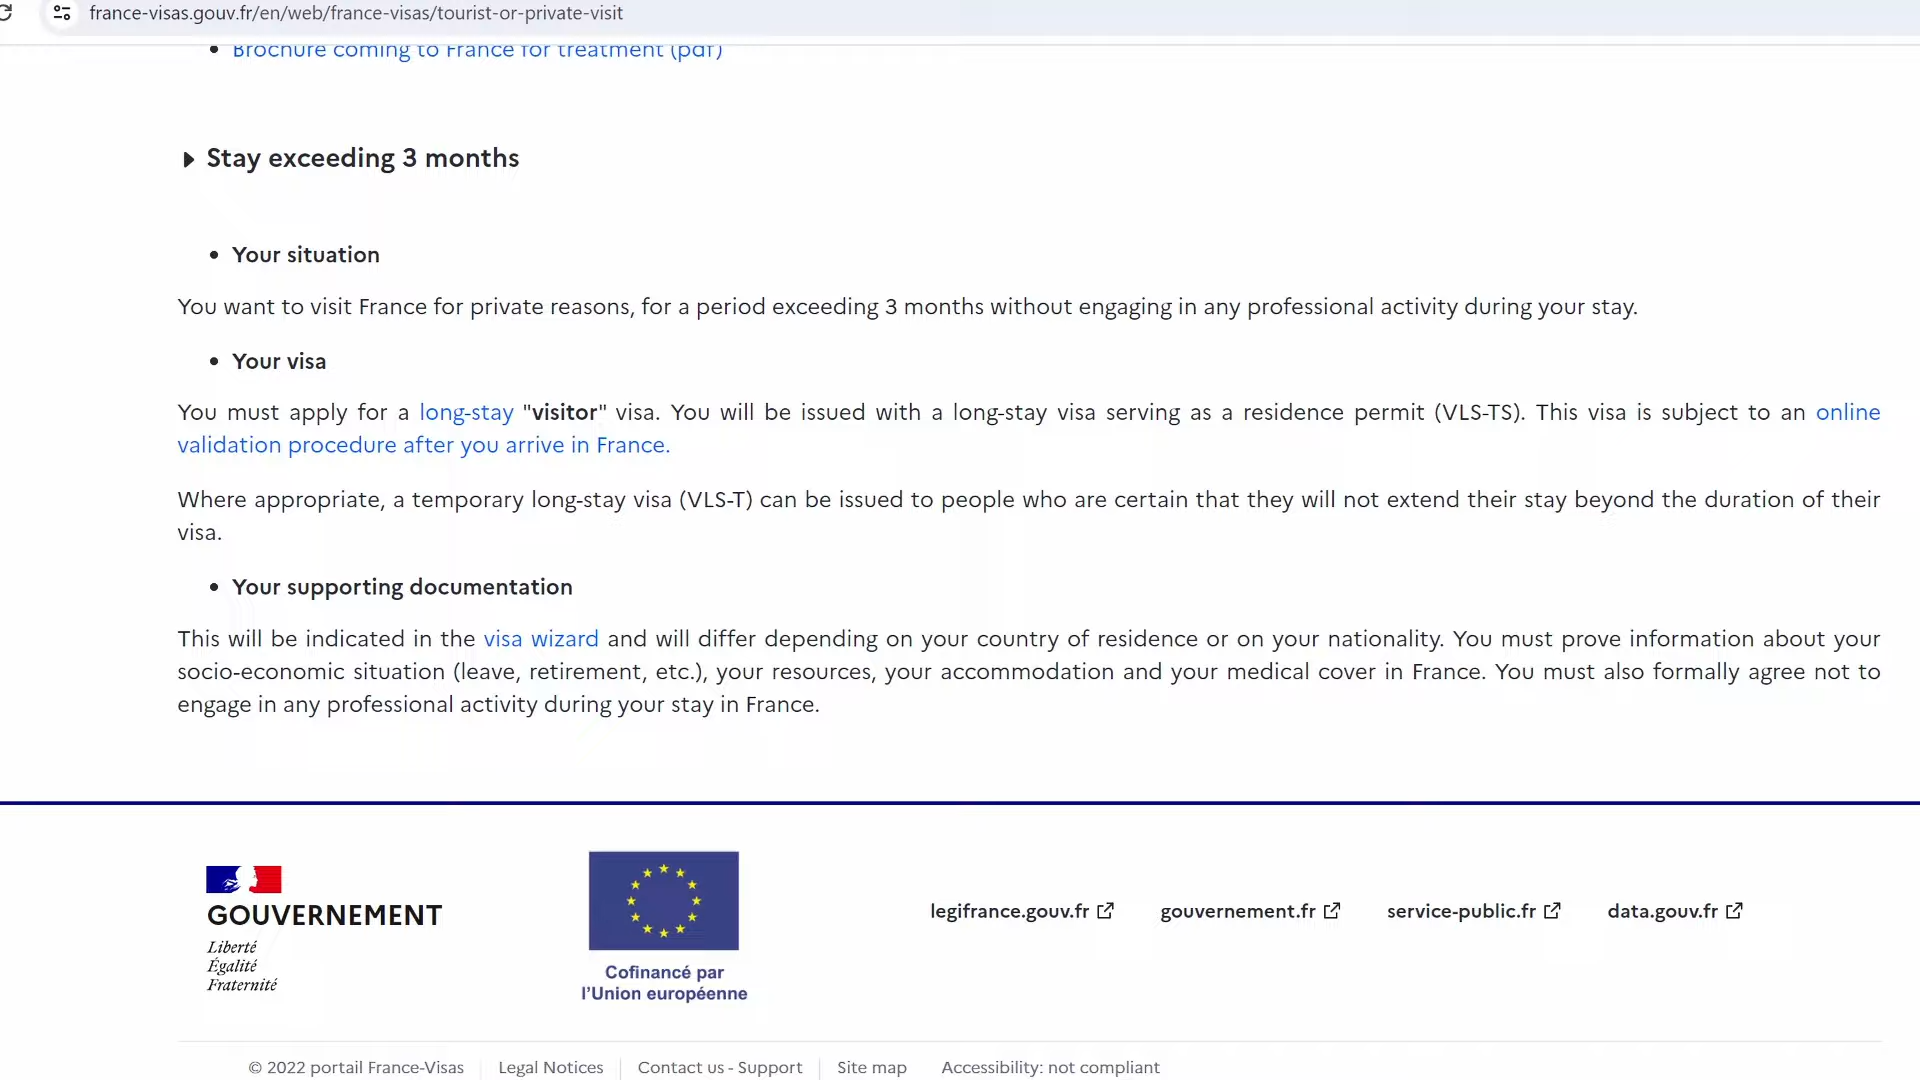 france-visas.gouv.fr/en/web/france-visas/tourist-or-private-visit
• Brochure coming to France for treatment (pdf)
Stay exceeding 3 months
• Your situation
You want to visit France for private reasons, for a period exceeding 3 months without engaging in any professional activity during your stay.
• Your visa
You must apply for a long-stay "visitor" visa. You will be issued with a long-stay visa serving as a residence permit (VLS-TS). This visa is subject to an online
validation procedure after you arrive in France.
Where appropriate, a temporary long-stay visa (VLS-T) can be issued to people who are certain that they will not extend their stay beyond the duration of their
visa.
• Your supporting documentation
This will be indicated in the visa wizard and will differ depending on your country of residence or on your nationality. You must prove information about your
socio-economic situation (leave, retirement, etc.), your resources, your accommodation and your medical cover in France. You must also formally agree not to
engage in any professional activity during your stay in France.
GOUVERNEMENT
Liberté
Égalité
Fraternité
Cofinancé par
l'Union européenne
legifrance.gouv.fr gouvernement.fr service-public.fr data.gouv.fr
© 2022 portail France-Visas Legal Notices Contact us - Support Site map Accessibility: not compliant